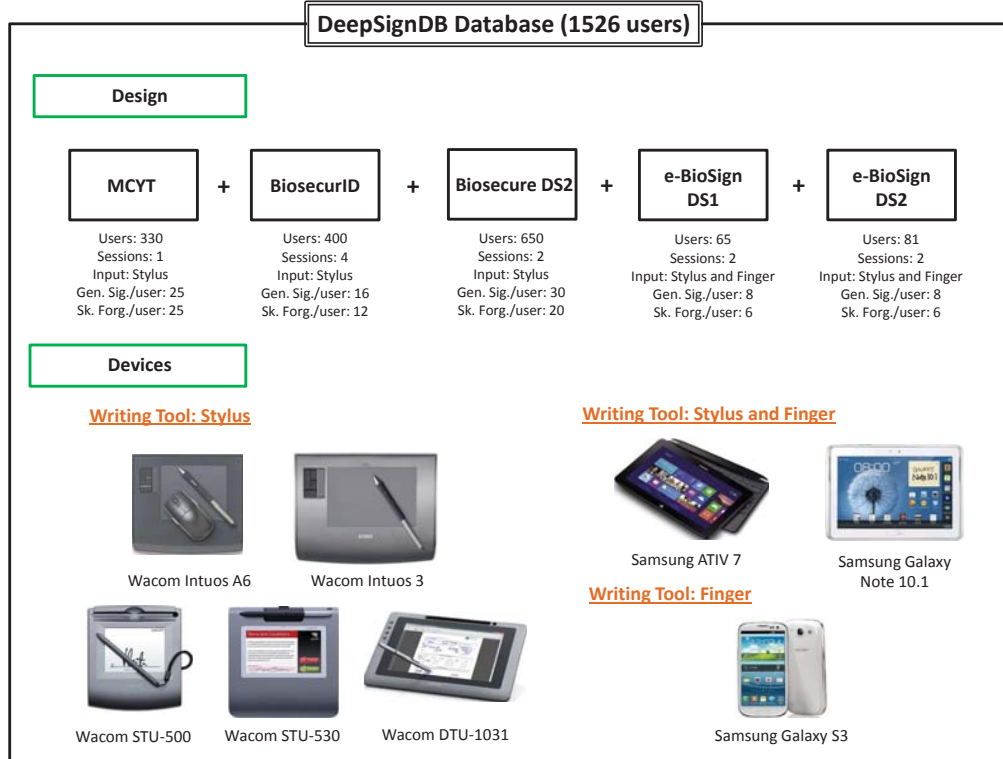 DeepSignDB Database (1526 users)
Design
MCYT + BiosecurID + Biosecure DS2 + e-BioSign DS1 + e-BioSign DS2
Users: 330
Sessions: 1
Input: Stylus
Gen. Sig./user: 25
Sk. Forg./user: 25
Users: 400
Sessions: 4
Input: Stylus
Gen. Sig./user: 16
Sk. Forg./user: 12
Users: 650
Sessions: 2
Input: Stylus
Gen. Sig./user: 30
Sk. Forg./user: 20
Users: 65
Sessions: 2
Input: Stylus and Finger
Gen. Sig./user: 8
Sk. Forg./user: 6
Users: 81
Sessions: 2
Input: Stylus and Finger
Gen. Sig./user: 8
Sk. Forg./user: 6
Devices
Writing Tool: Stylus
Wacom Intuos A6
Wacom Intuos 3
Wacom STU-500
Wacom STU-530
Wacom DTU-1031
Writing Tool: Stylus and Finger
Samsung ATIV 7
08:00
GALAXY
Note 10.1
Samsung Galaxy
Note 10.1
Writing Tool: Finger
Samsung Galaxy S3